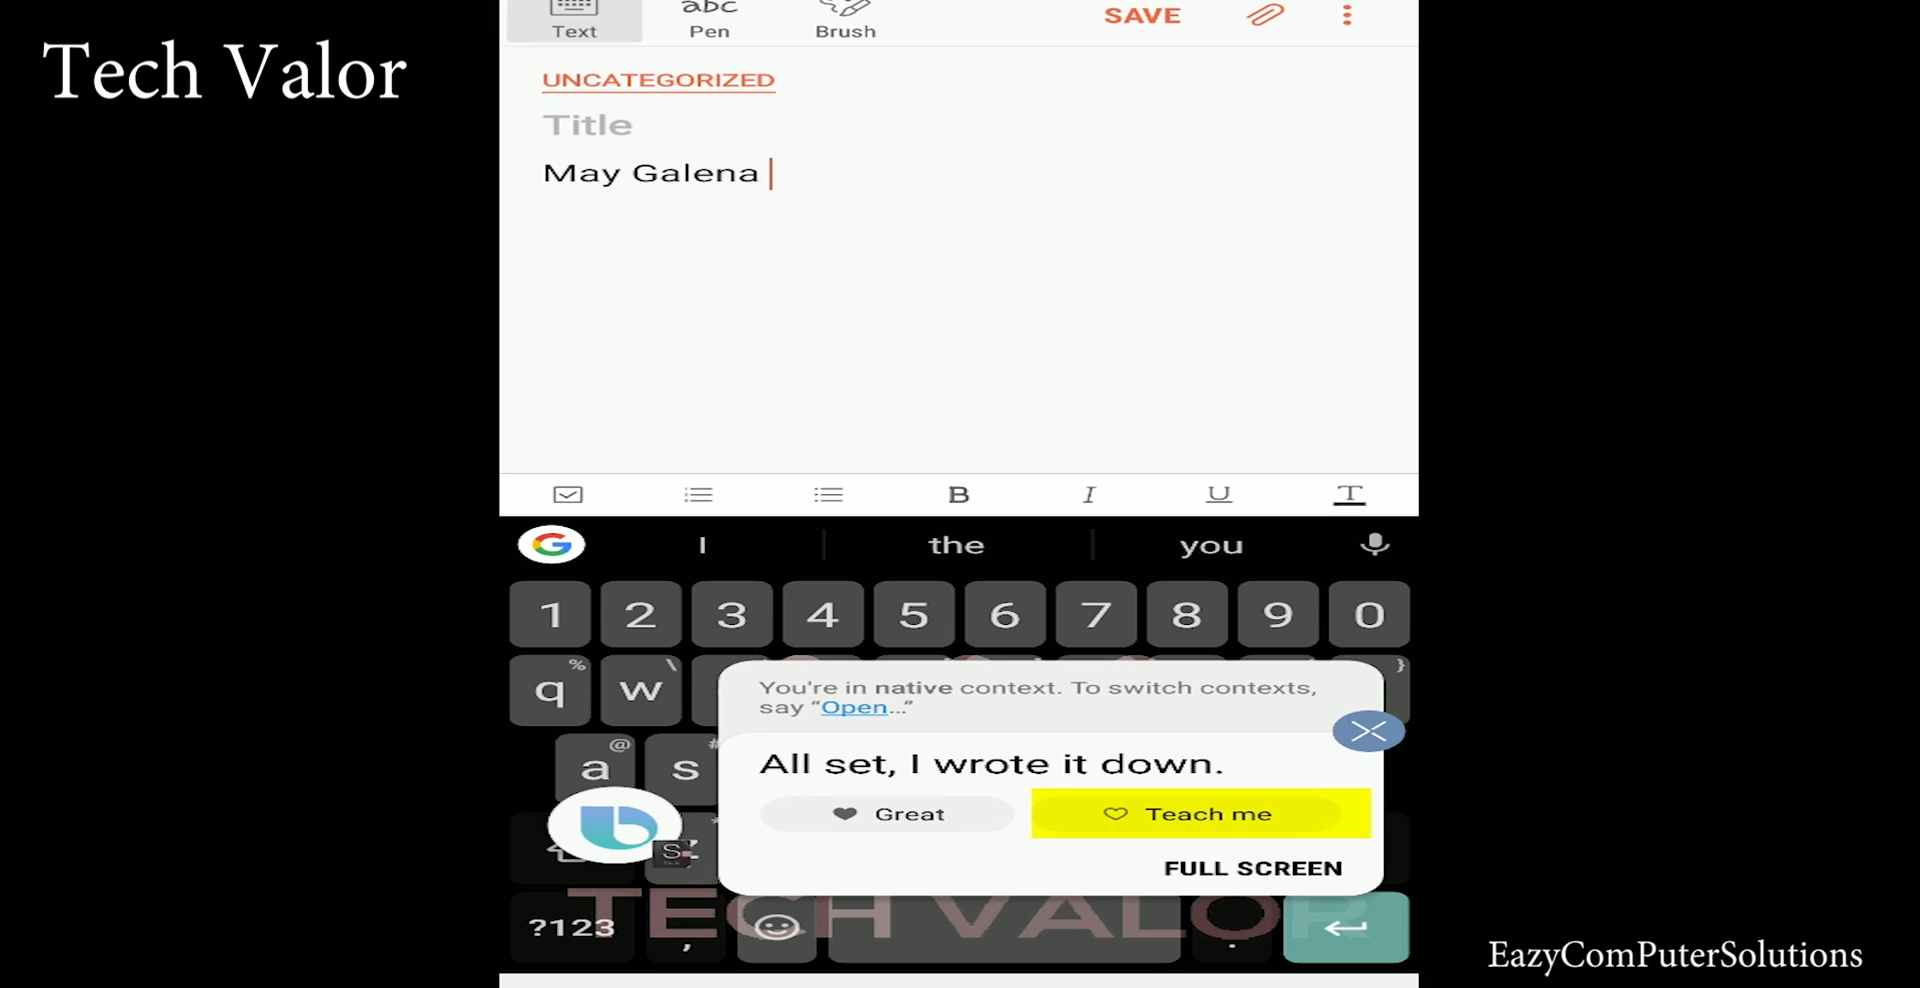 Tech Valor
abc
Text Pen Brush SAVE
UNCATEGORIZED
Title
May Galena
B I U T
G I the you
1 2 3 4 5 6 7 8 9 0
% \ }
q w
You're in native context. To switch contexts,
say “Open...”
@ #
a s
All set, I wrote it down.
Great Teach me
S
FULL SCREEN
TECH VALOR
?123 , .
EazyComPuterSolutions